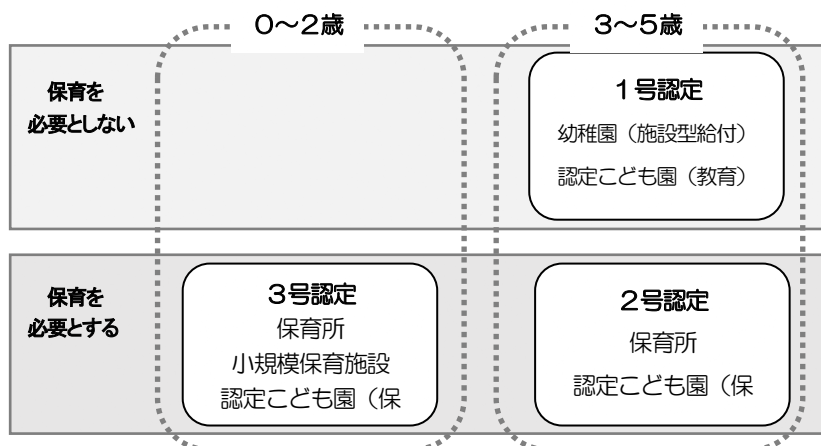 0～2歳
3～5歳
保育を
必要としない
1号認定
幼稚園（施設型給付）
認定こども園（教育）
保育を
必要とする
3号認定
保育所
小規模保育施設
認定こども園（保
2号認定
保育所
認定こども園（保